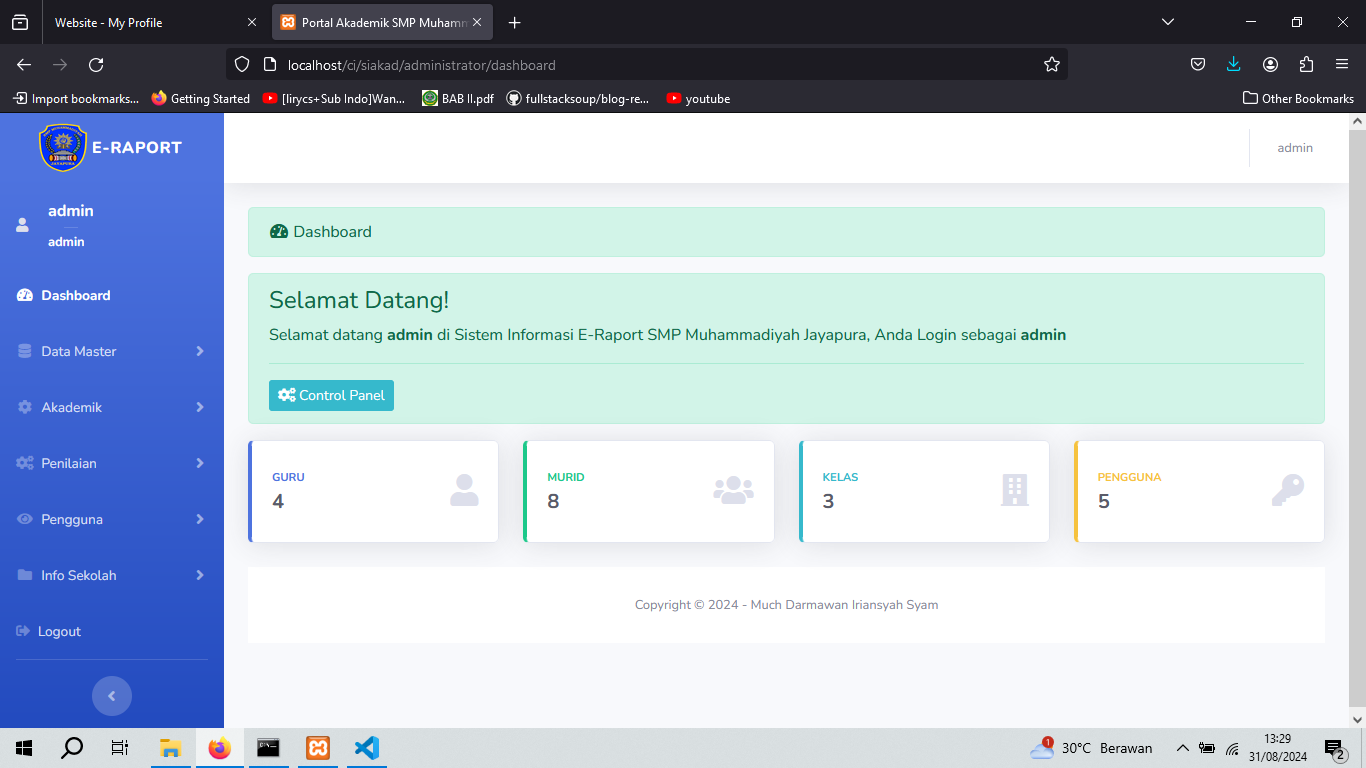 Website - My Profile
Portal Akademik SMP Muhamm
localhost/ci/siakad/administrator/dashboard
Import bookmarks...
Getting Started
[lirycs+Sub Indo]Wan...
BAB II.pdf
fullstacksoup/blog-re...
youtube
Other Bookmarks
E-RAPORT
admin
admin
admin
Dashboard
Data Master
Akademik
Penilaian
Pengguna
Info Sekolah
Logout
Dashboard
Selamat Datang!
Selamat datang admin di Sistem Informasi E-Raport SMP Muhammadiyah Jayapura, Anda Login sebagai admin
Control Panel
GURU
4
MURID
8
KELAS
3
PENGGUNA
5
Copyright © 2024 - Much Darmawan Iriansyah Syam
1
30°C Berawan
13:29
31/08/2024
2